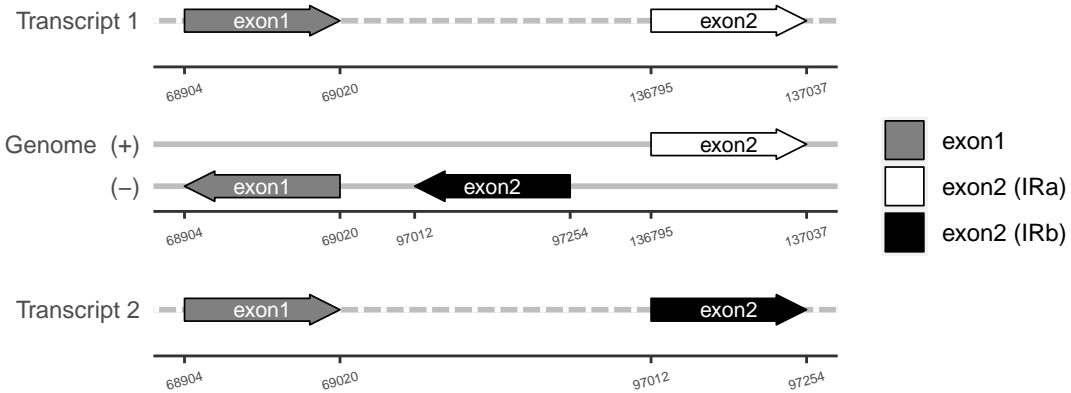 Transcript 1
exon1
exon2
68904
69020
136795
137037
Genome (+)
exon2
(−)
exon1
exon2
68904
69020
97012
97254
136795
137037
exon1
exon2 (IRa)
exon2 (IRb)
Transcript 2
exon1
exon2
68904
69020
97012
97254